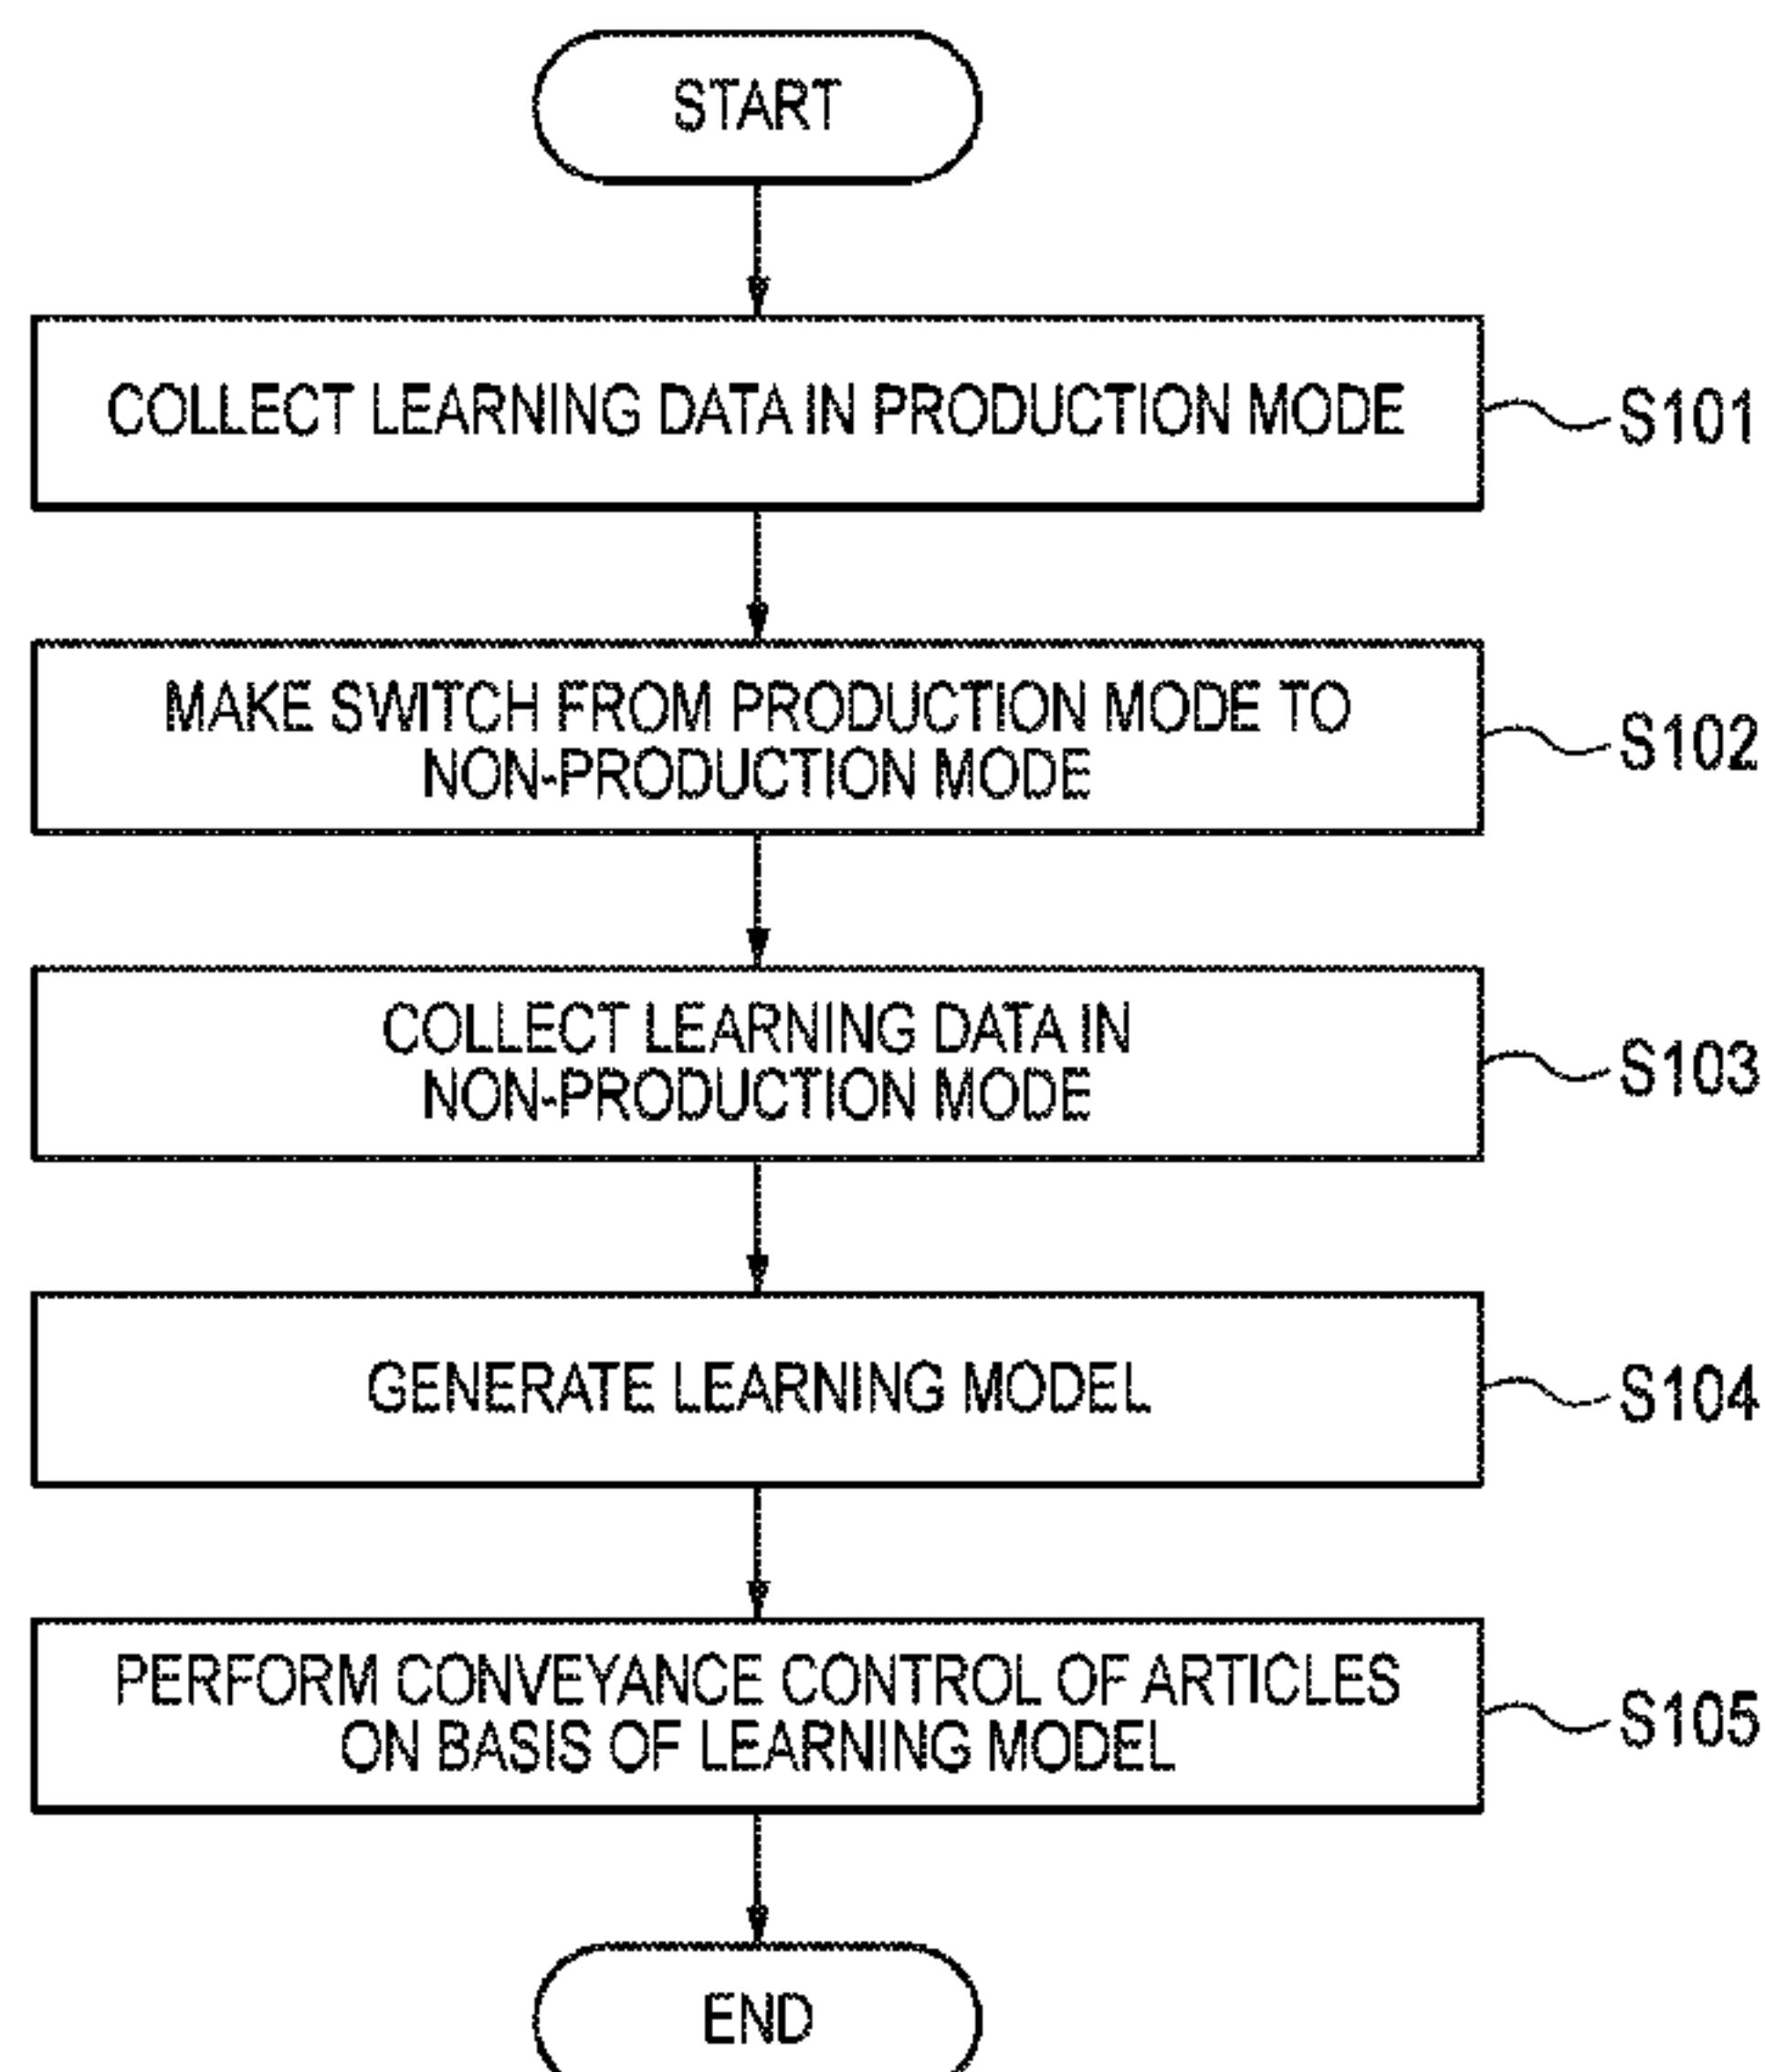 START
COLLECT LEARNING DATA IN PRODUCTION MODE
S101
MAKE SWITCH FROM PRODUCTION MODE TO
NON-PRODUCTION MODE
S102
COLLECT LEARNING DATA IN
NON-PRODUCTION MODE
S103
GENERATE LEARNING MODEL
S104
PERFORM CONVEYANCE CONTROL OF ARTICLES
ON BASIS OF LEARNING MODEL
S105
END